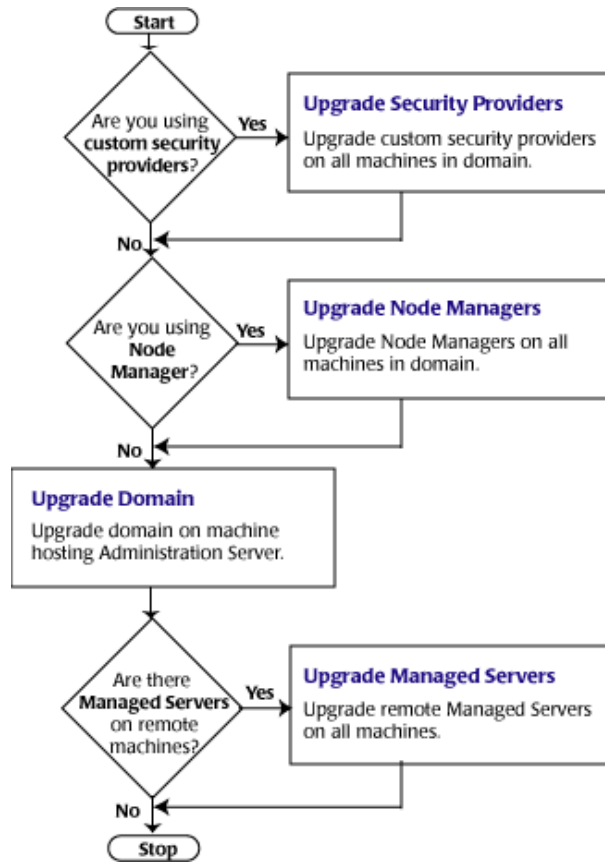 Start
Are you using
custom security
providers?
Yes
Upgrade Security Providers
Upgrade custom security providers
on all machines in domain.
No
Are you using
Node
Manager?
Yes
Upgrade Node Managers
Upgrade Node Managers on all
machines in domain.
No
Upgrade Domain
Upgrade domain on machine
hosting Administration Server.
Are there
Managed Servers
on remote
machines?
Yes
Upgrade Managed Servers
Upgrade remote Managed Servers
on all machines.
No
Stop